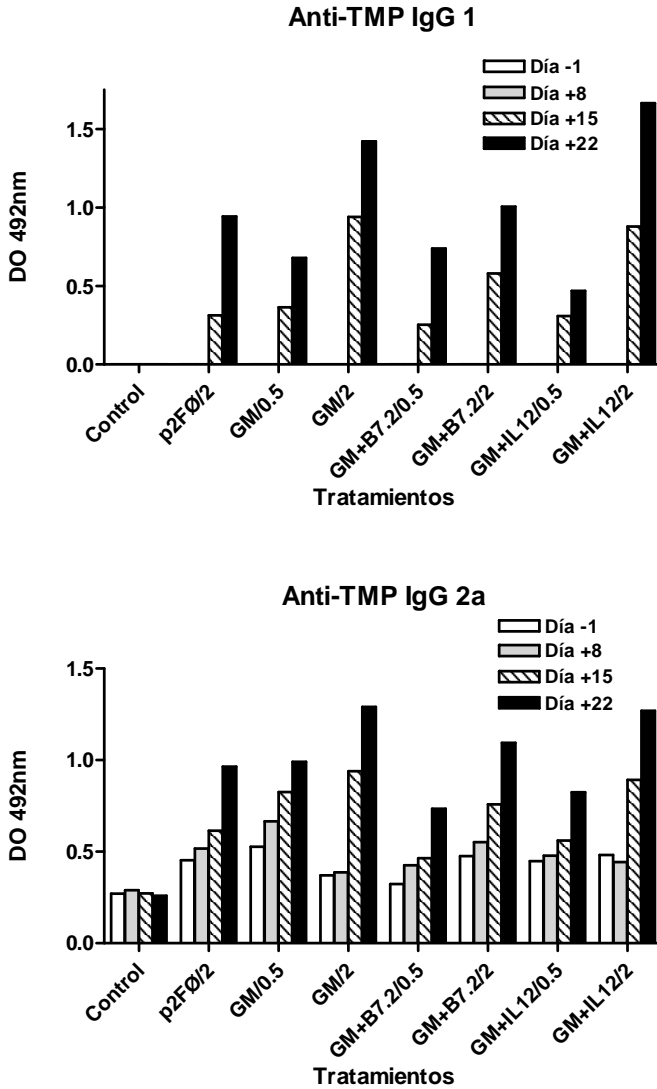 Anti-TMP IgG 1
Día -1
Día +8
Día +15
Día +22
1.5
1.0
0.5
0.0
DO 492nm
Control
p2FØ/2
GM/0.5
GM/2
GM+B7.2/0.5
GM+B7.2/2
GM+IL12/0.5
GM+IL12/2
Tratamientos
Anti-TMP IgG 2a
Día -1
Día +8
Día +15
Día +22
1.5
1.0
0.5
0.0
DO 492nm
Control
p2FØ/2
GM/0.5
GM/2
GM+B7.2/0.5
GM+B7.2/2
GM+IL12/0.5
GM+IL12/2
Tratamientos